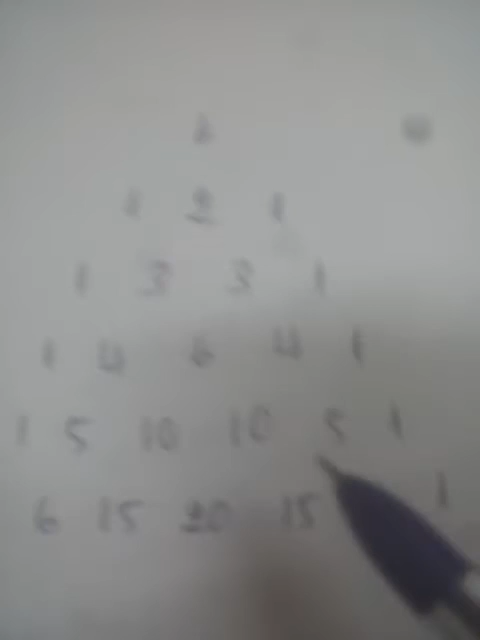 1
1 2 1
1 3 3 1
1 4 6 4 1
1 5 10 10 5 1
6 15 20 15 1